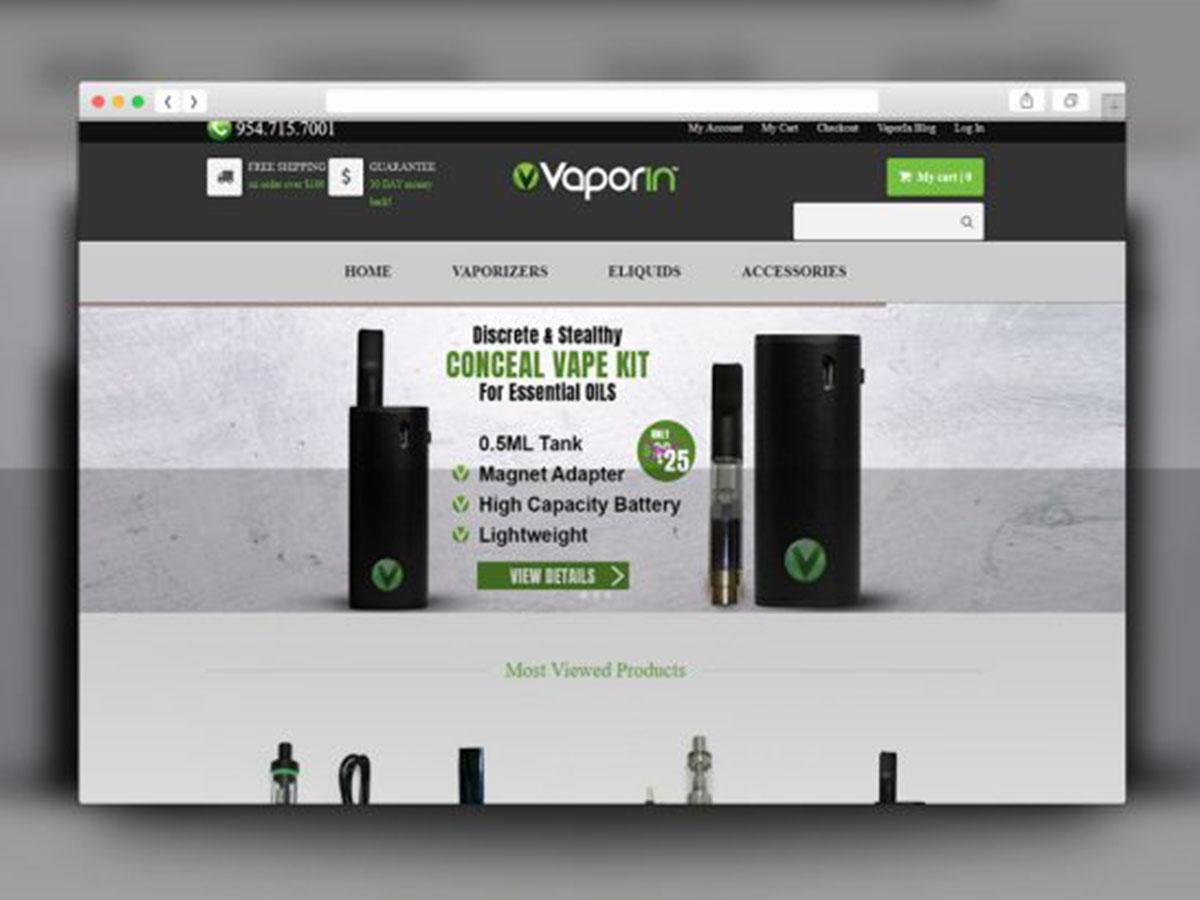 954.715.7001
My Account My Cart Checkout VaporIn Blog Log In
FREE SHIPPING
on order over $100
$
GUARANTEE
30 DAY money
back!
VaporIn
My cart | 0
HOME VAPORIZERS ELIQUIDS ACCESSORIES
Discrete & Stealthy
CONCEAL VAPE KIT
For Essential OILS
0.5ML Tank
Magnet Adapter
High Capacity Battery
Lightweight
ONLY
$25
VIEW DETAILS
Most Viewed Products